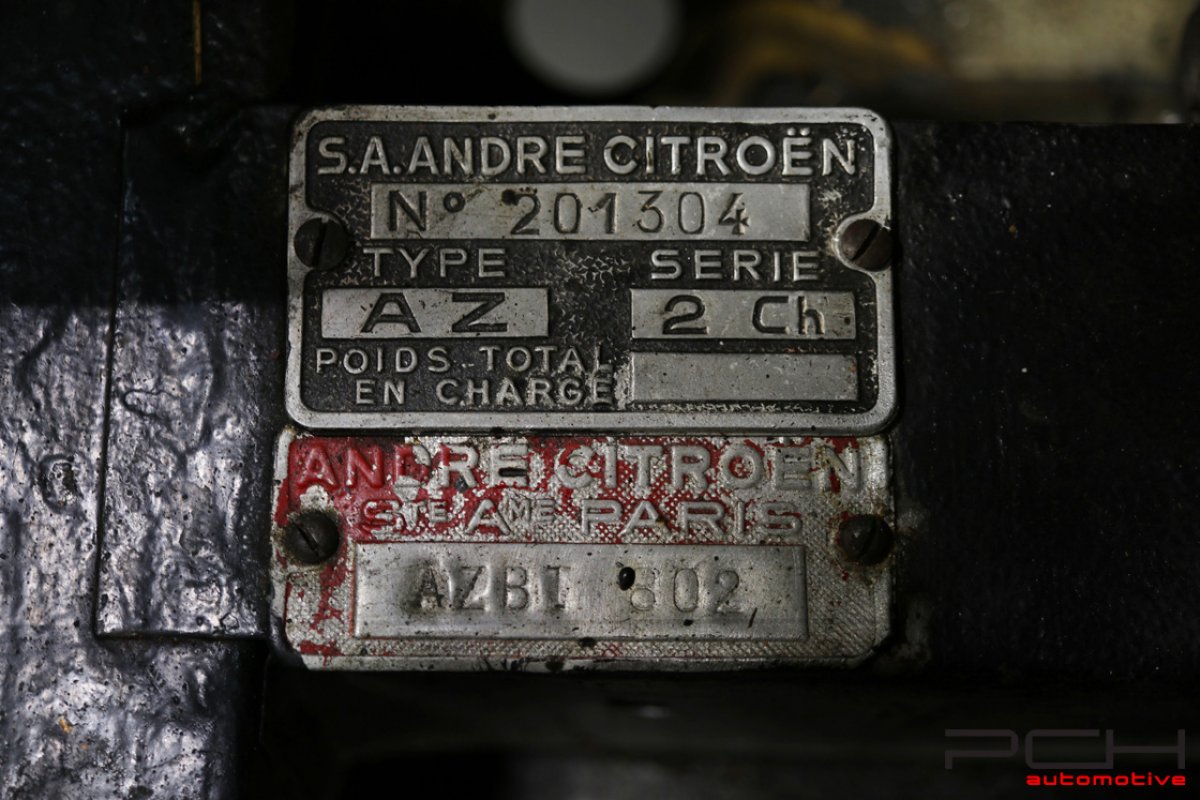 S.A. ANDRE CITROËN
N° 201304
TYPE SERIE
AZ 2 Ch
POIDS TOTAL
EN CHARGE
ANDRE CITROËN
STE AME PARIS
AZBI 802
PCH
automotive